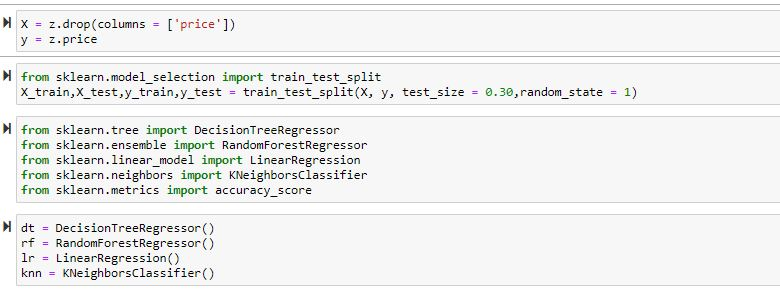 X = z.drop(columns = ['price'])
y = z.price
from sklearn.model_selection import train_test_split
X_train,X_test,y_train,y_test = train_test_split(X, y, test_size = 0.30,random_state = 1)
from sklearn.tree import DecisionTreeRegressor
from sklearn.ensemble import RandomForestRegressor
from sklearn.linear_model import LinearRegression
from sklearn.neighbors import KNeighborsClassifier
from sklearn.metrics import accuracy_score
dt = DecisionTreeRegressor()
rf = RandomForestRegressor()
lr = LinearRegression()
knn = KNeighborsClassifier()